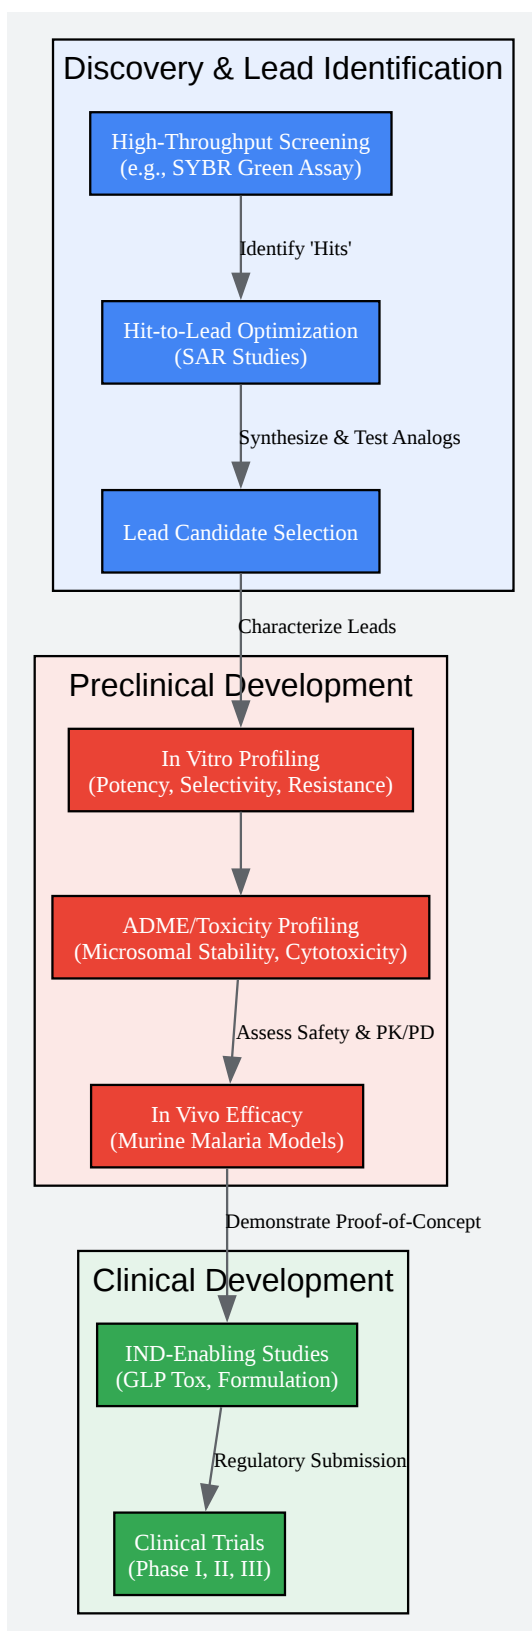 Discovery & Lead Identification
High-Throughput Screening
(e.g., SYBR Green Assay)
Identify 'Hits'
Hit-to-Lead Optimization
(SAR Studies)
Synthesize & Test Analogs
Lead Candidate Selection
Characterize Leads
Preclinical Development
In Vitro Profiling
(Potency, Selectivity, Resistance)
ADME/Toxicity Profiling
(Microsomal Stability, Cytotoxicity)
Assess Safety & PK/PD
In Vivo Efficacy
(Murine Malaria Models)
Demonstrate Proof-of-Concept
Clinical Development
IND-Enabling Studies
(GLP Tox, Formulation)
Regulatory Submission
Clinical Trials
(Phase I, II, III)